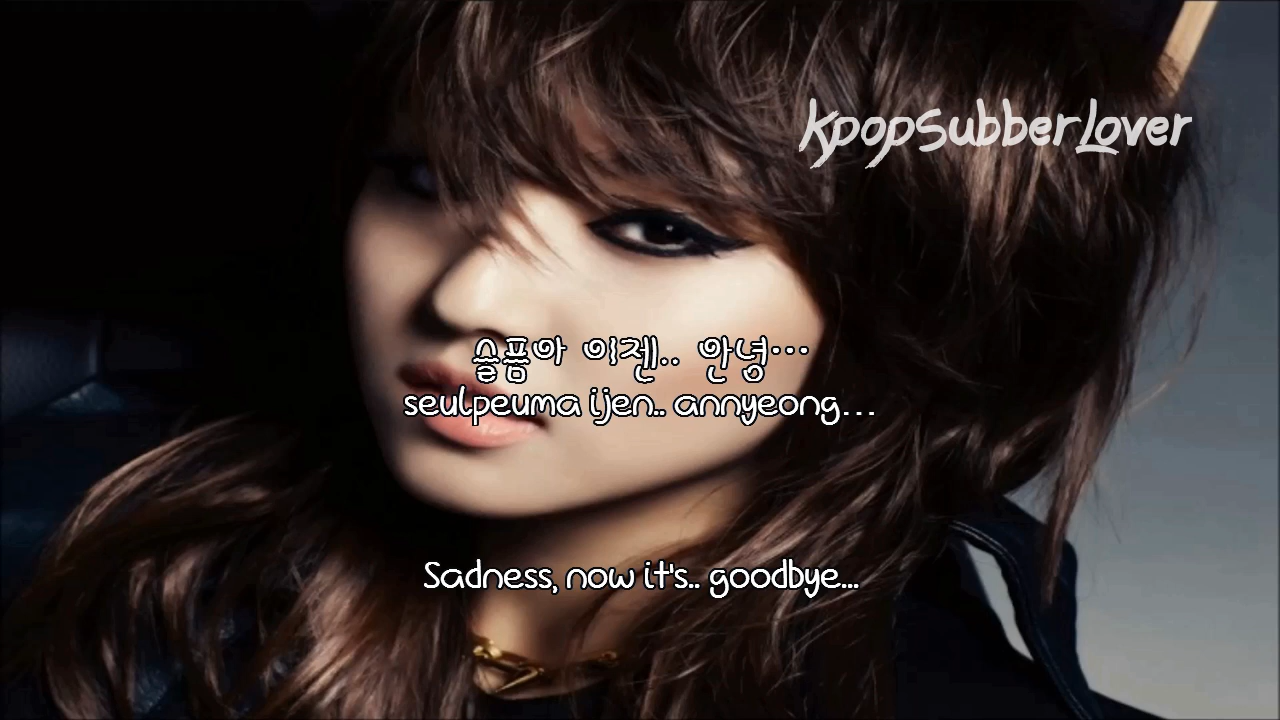 KpopSubberLover
슬픔아 이젠.. 안녕…
seulpeuma ijen.. annyeong…
Sadness, now it's.. goodbye...